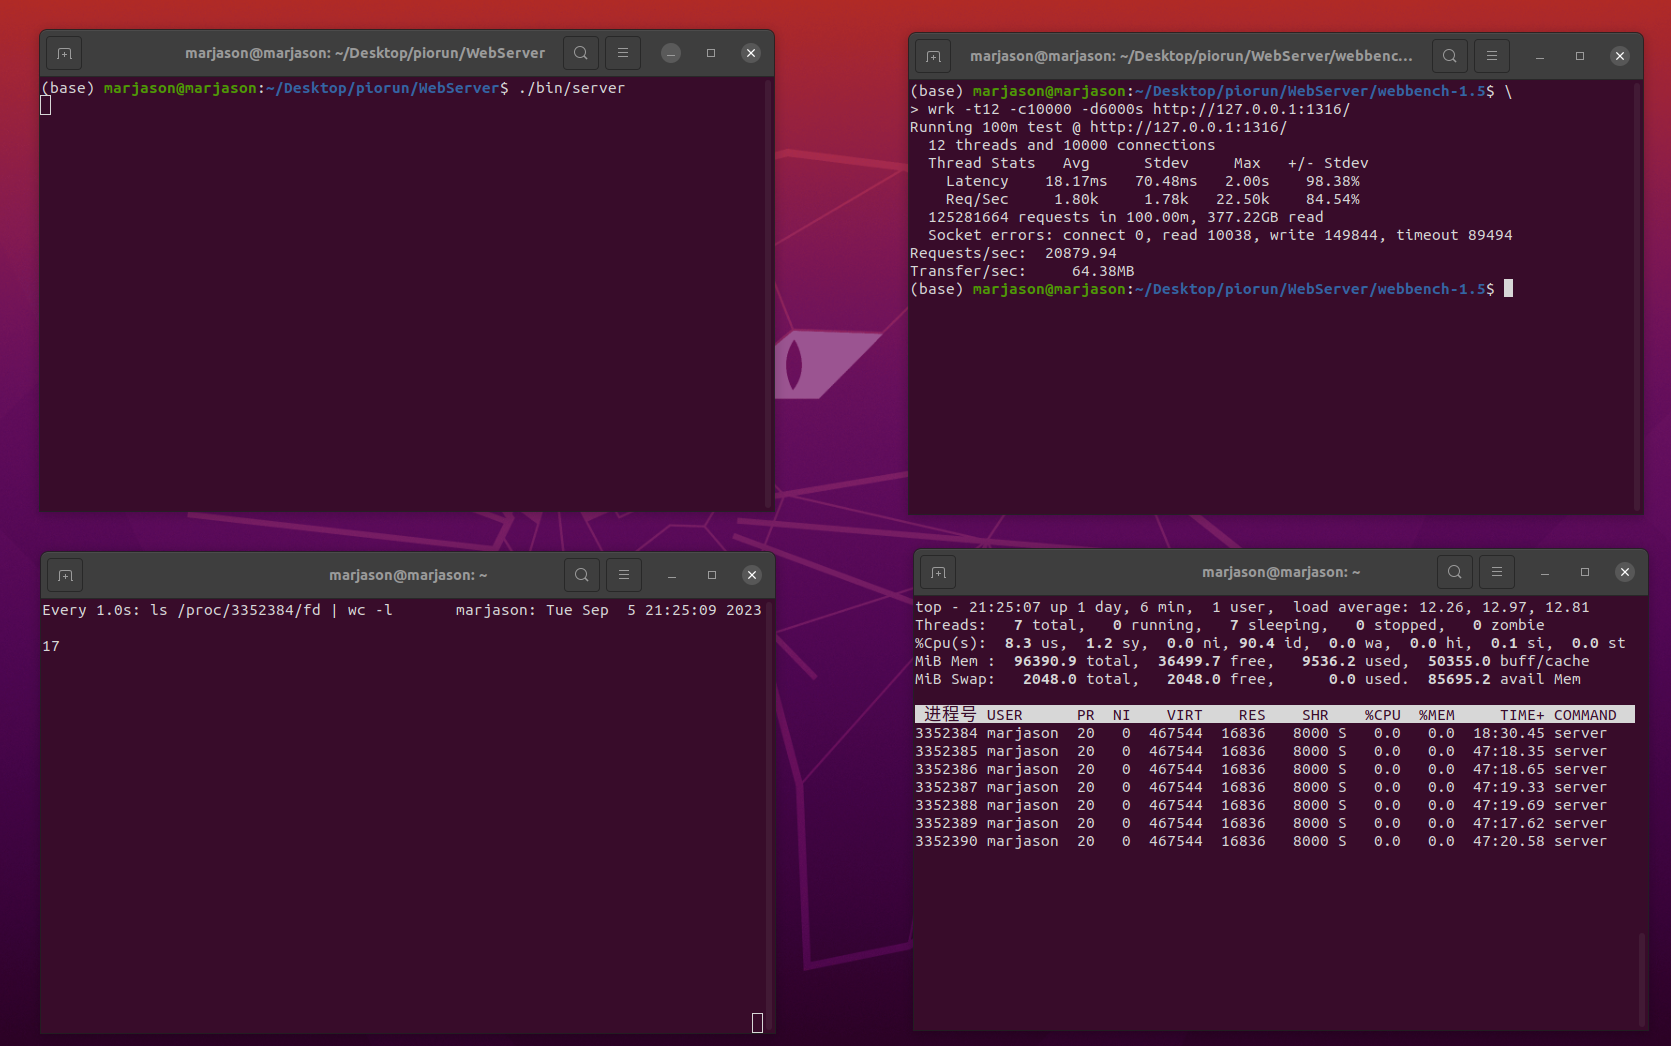 marjason@marjason: ~/Desktop/piorun/WebServer
(base) marjason@marjason:~/Desktop/piorun/WebServer$ ./bin/server
marjason@marjason: ~/Desktop/piorun/WebServer/webbenc...
(base) marjason@marjason:~/Desktop/piorun/WebServer/webbench-1.5$ \
> wrk -t12 -c10000 -d6000s http://127.0.0.1:1316/
Running 100m test @ http://127.0.0.1:1316/
  12 threads and 10000 connections
  Thread Stats   Avg      Stdev     Max   +/- Stdev
    Latency    18.17ms   70.48ms   2.00s    98.38%
    Req/Sec     1.80k     1.78k   22.50k    84.54%
  125281664 requests in 100.00m, 377.22GB read
  Socket errors: connect 0, read 10038, write 149844, timeout 89494
Requests/sec:  20879.94
Transfer/sec:     64.38MB
(base) marjason@marjason:~/Desktop/piorun/WebServer/webbench-1.5$
marjason@marjason: ~
Every 1.0s: ls /proc/3352384/fd | wc -l       marjason: Tue Sep  5 21:25:09 2023
17
marjason@marjason: ~
top - 21:25:07 up 1 day, 6 min,  1 user,  load average: 12.26, 12.97, 12.81
Threads:   7 total,   0 running,   7 sleeping,   0 stopped,   0 zombie
%Cpu(s):  8.3 us,  1.2 sy,  0.0 ni, 90.4 id,  0.0 wa,  0.0 hi,  0.1 si,  0.0 st
MiB Mem :  96390.9 total,  36499.7 free,   9536.2 used,  50355.0 buff/cache
MiB Swap:   2048.0 total,   2048.0 free,      0.0 used.  85695.2 avail Mem
进程号 USER      PR  NI    VIRT    RES    SHR    %CPU  %MEM     TIME+ COMMAND
3352384 marjason  20   0  467544  16836   8000 S   0.0   0.0  18:30.45 server
3352385 marjason  20   0  467544  16836   8000 S   0.0   0.0  47:18.35 server
3352386 marjason  20   0  467544  16836   8000 S   0.0   0.0  47:18.65 server
3352387 marjason  20   0  467544  16836   8000 S   0.0   0.0  47:19.33 server
3352388 marjason  20   0  467544  16836   8000 S   0.0   0.0  47:19.69 server
3352389 marjason  20   0  467544  16836   8000 S   0.0   0.0  47:17.62 server
3352390 marjason  20   0  467544  16836   8000 S   0.0   0.0  47:20.58 server